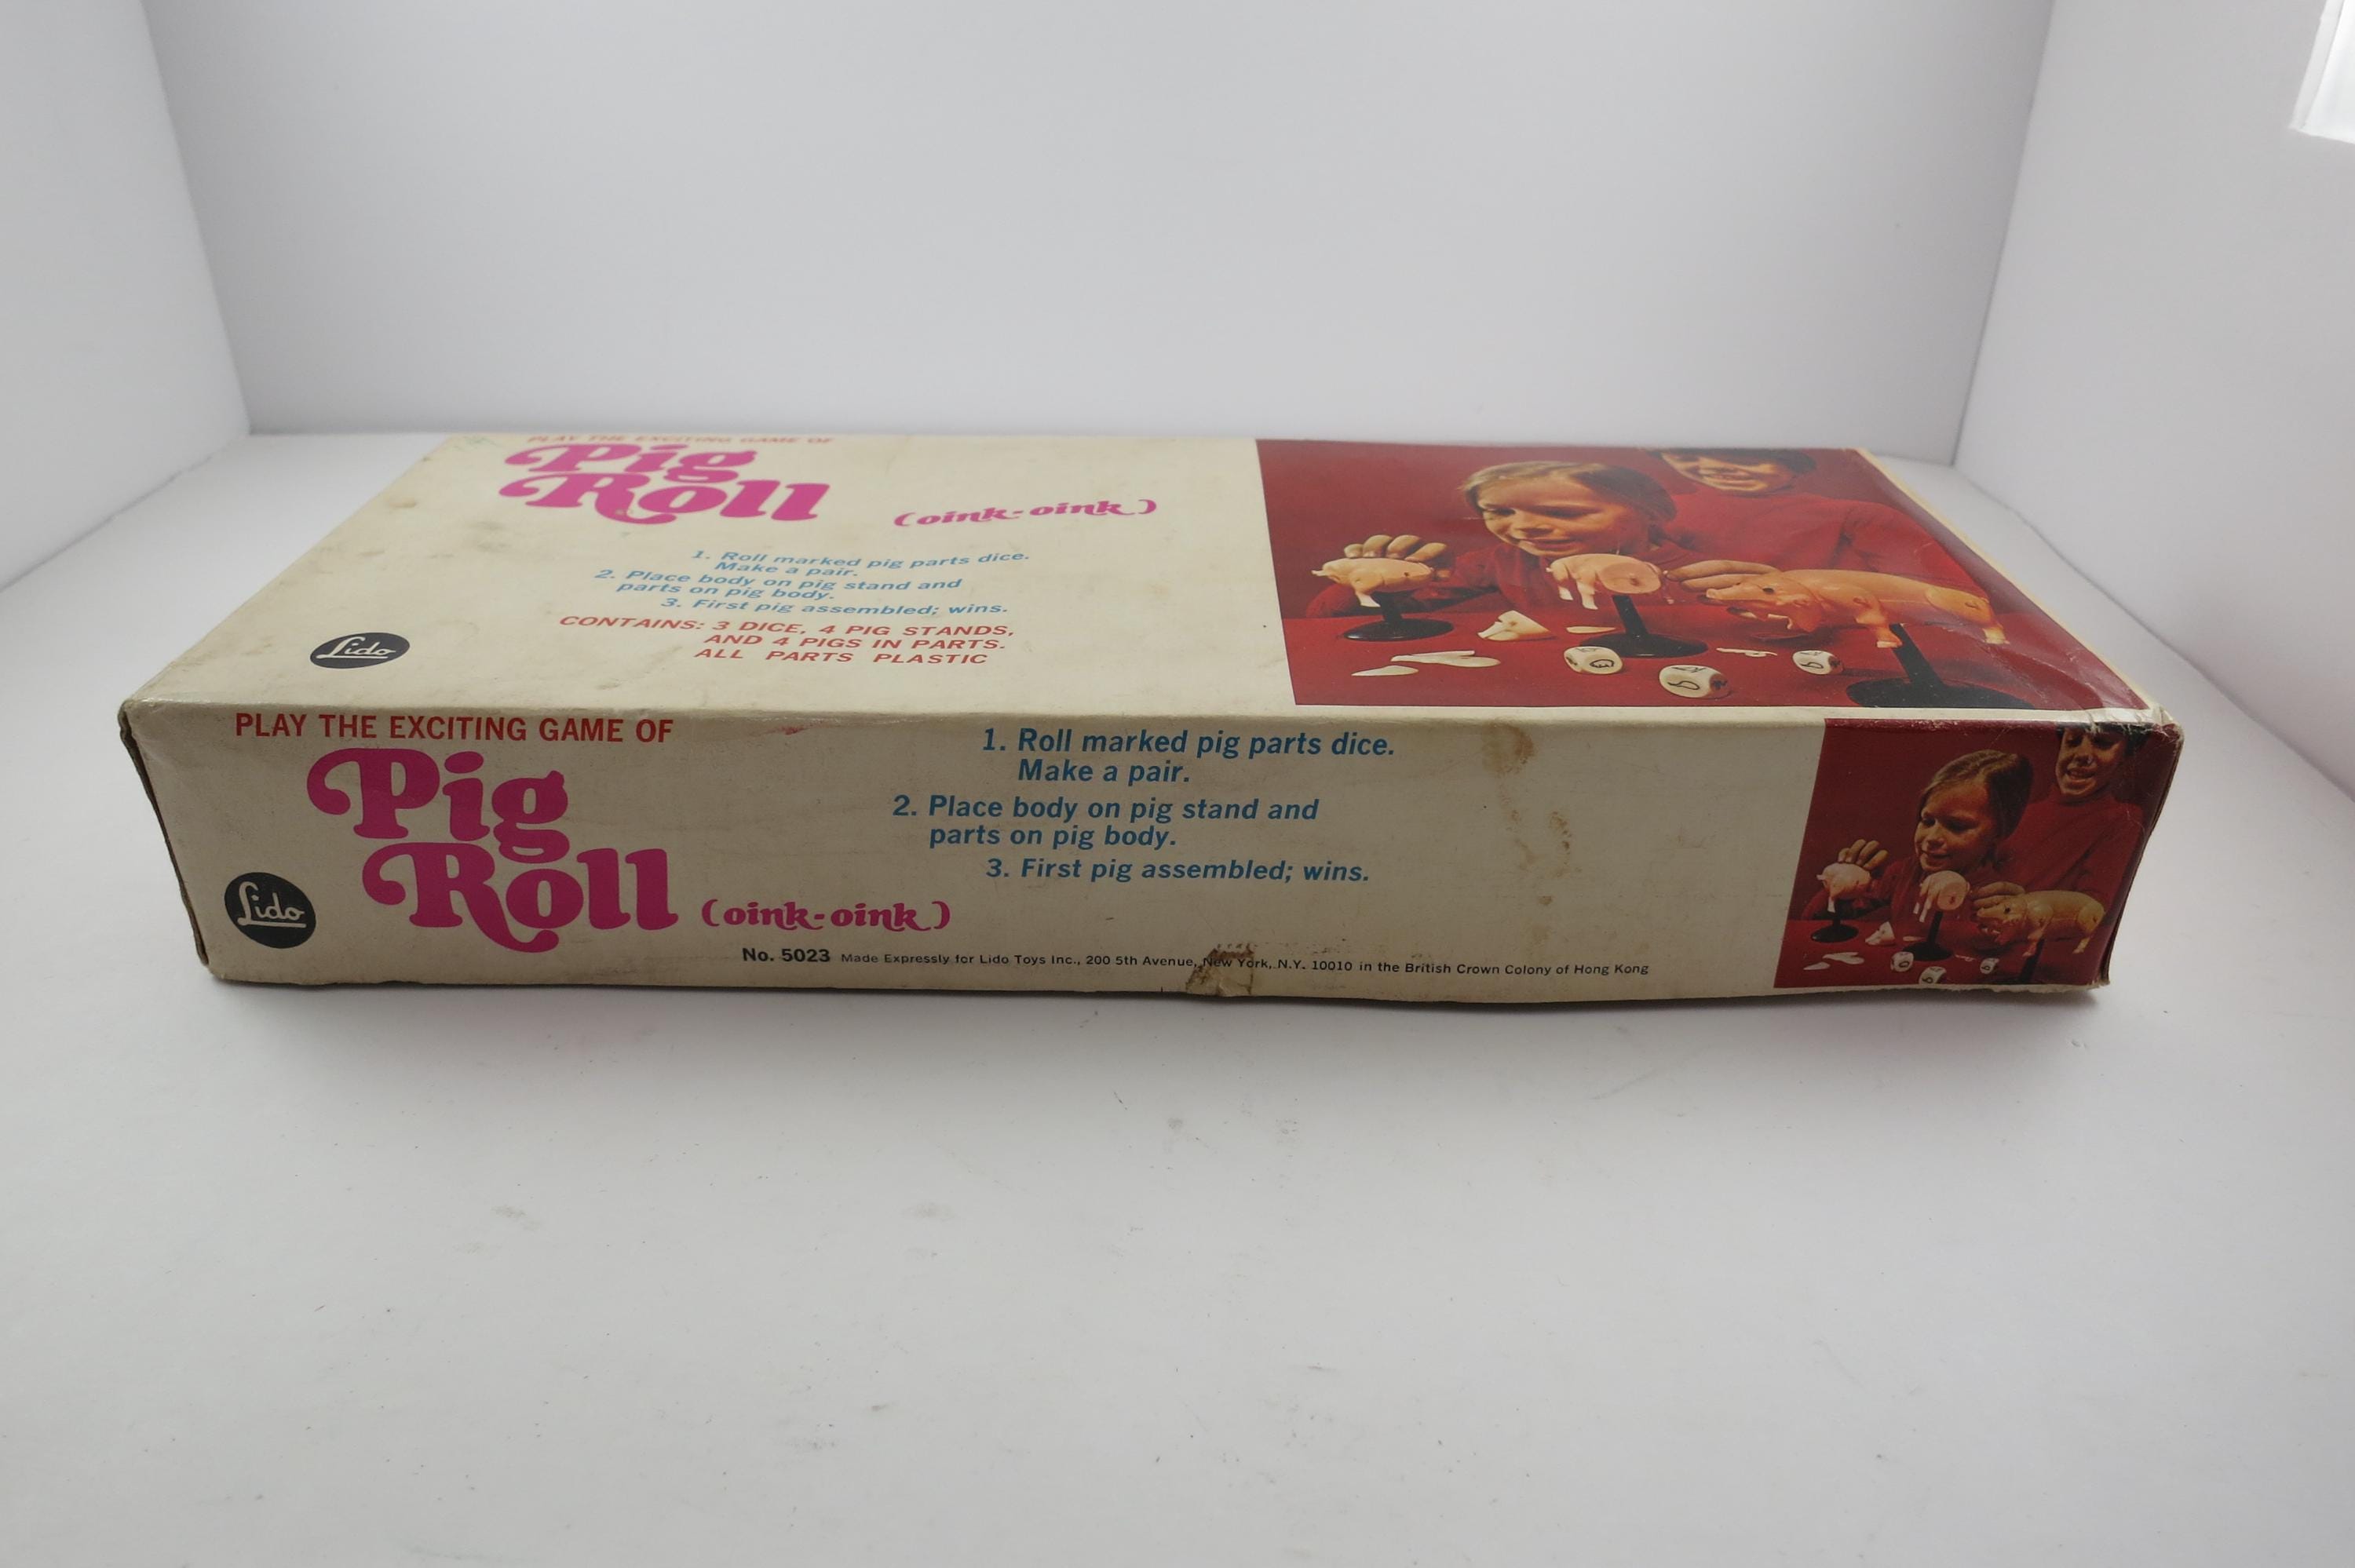 PLAY THE EXCITING GAME OF
Pig
Roll
(oink-oink)
1. Roll marked pig parts dice.
Make a pair.
2. Place body on pig stand and
parts on pig body.
3. First pig assembled; wins.
CONTAINS: 3 DICE, 4 PIG STANDS,
AND 4 PIGS IN PARTS.
ALL PARTS PLASTIC
Lido
PLAY THE EXCITING GAME OF
Pig
Roll
(oink-oink)
Lido
1. Roll marked pig parts dice.
Make a pair.
2. Place body on pig stand and
parts on pig body.
3. First pig assembled; wins.
No. 5023 Made Expressly for Lido Toys Inc., 200 5th Avenue, New York, N.Y. 10010 in the British Crown Colony of Hong Kong